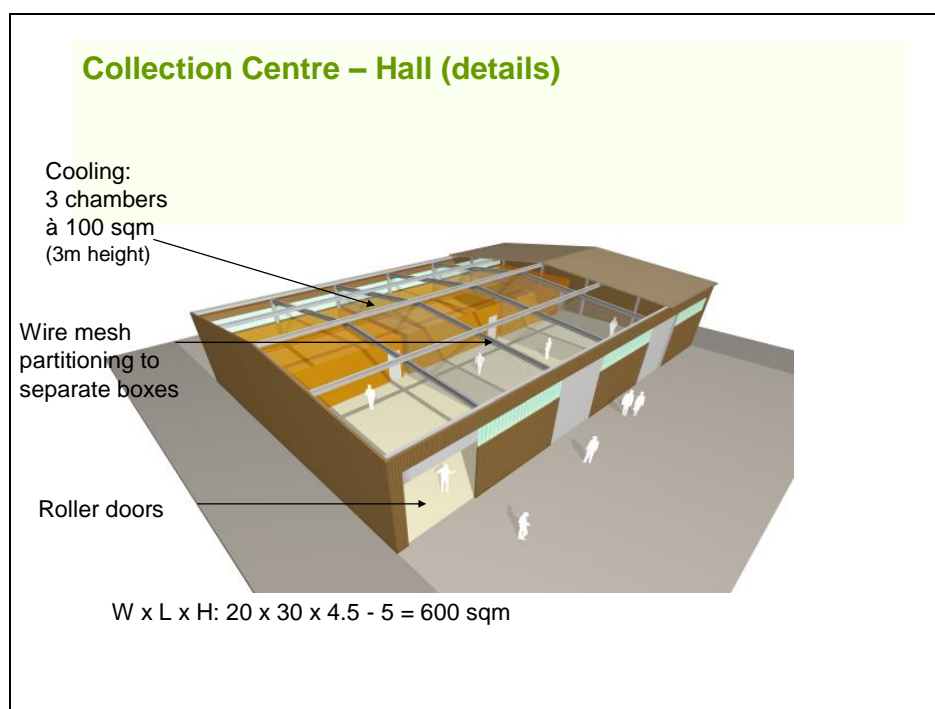 Collection Centre – Hall (details)
Cooling:
3 chambers
à 100 sqm
(3m height)
Wire mesh
partitioning to
separate boxes
Roller doors
W x L x H: 20 x 30 x 4.5 - 5 = 600 sqm